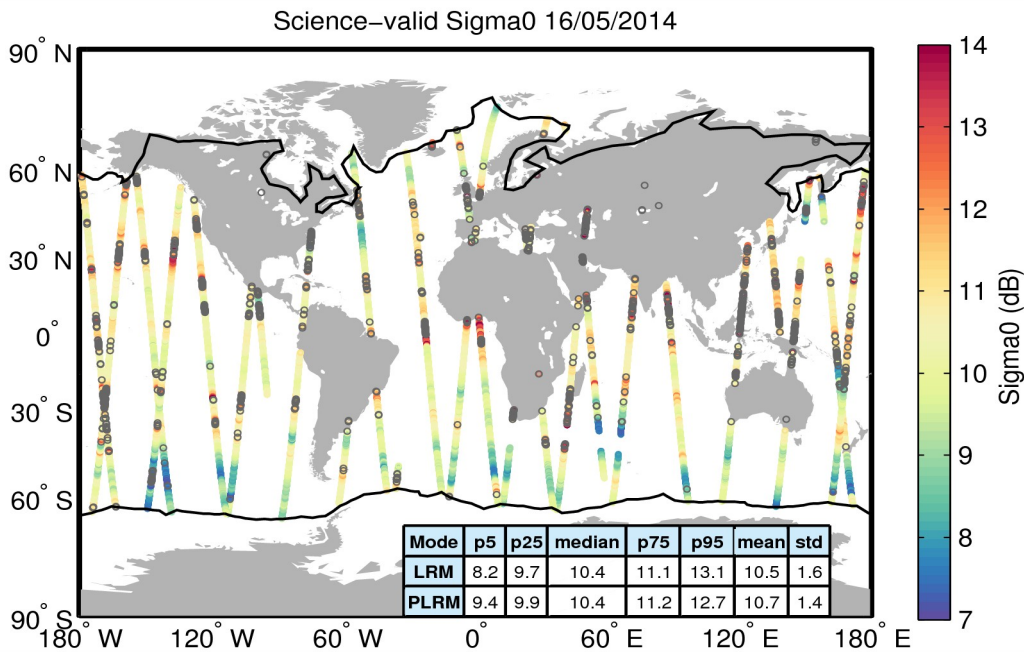 Science−valid Sigma0 16/05/2014
90° N
60° N
30° N
0°
30° S
60° S
90° S
180° W
120° W
60° W
0°
60° E
120° E
180° E
Mode p5 p25 median p75 p95 mean std
LRM 8.2 9.7 10.4 11.1 13.1 10.5 1.6
PLRM 9.4 9.9 10.4 11.2 12.7 10.7 1.4
14
13
12
11
10
9
8
7
Sigma0 (dB)